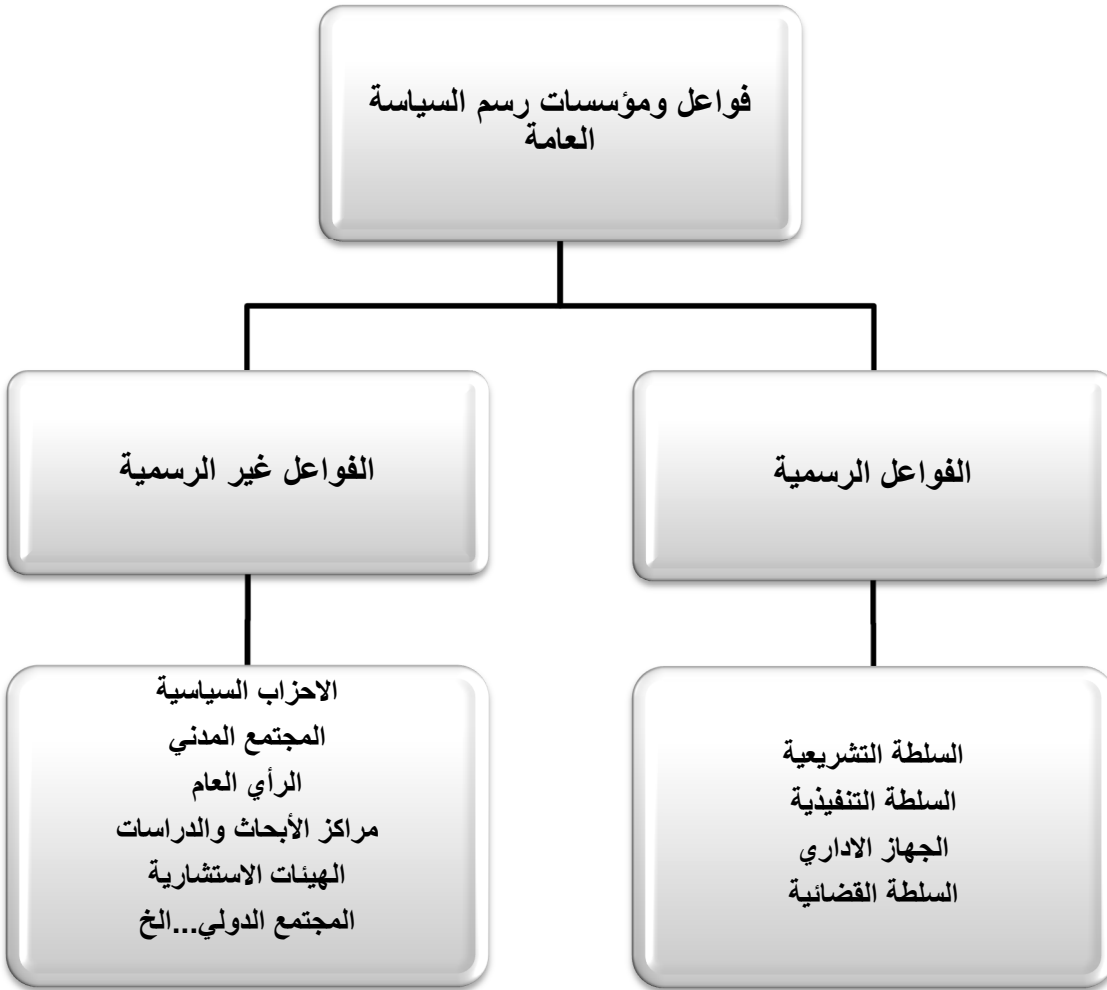 فواعل ومؤسسات رسم السياسة
العامة
الفواعل الرسمية
الفواعل غير الرسمية
السلطة التشريعية
السلطة التنفيذية
الجهاز الاداري
السلطة القضائية
الاحزاب السياسية
المجتمع المدني
الرأي العام
مراكز الأبحاث والدراسات
الهيئات الاستشارية
المجتمع الدولي...الخ